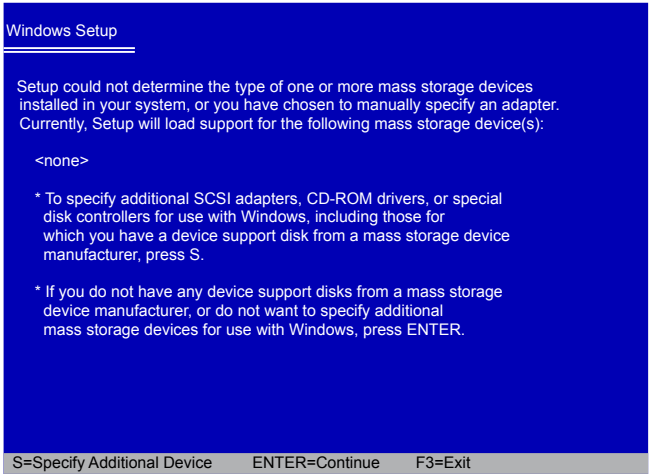 Windows Setup
Setup could not determine the type of one or more mass storage devices
installed in your system, or you have chosen to manually specify an adapter.
Currently, Setup will load support for the following mass storage device(s):
<none>
* To specify additional SCSI adapters, CD-ROM drivers, or special
disk controllers for use with Windows, including those for
which you have a device support disk from a mass storage device
manufacturer, press S.
* If you do not have any device support disks from a mass storage
device manufacturer, or do not want to specify additional
mass storage devices for use with Windows, press ENTER.
S=Specify Additional Device ENTER=Continue F3=Exit